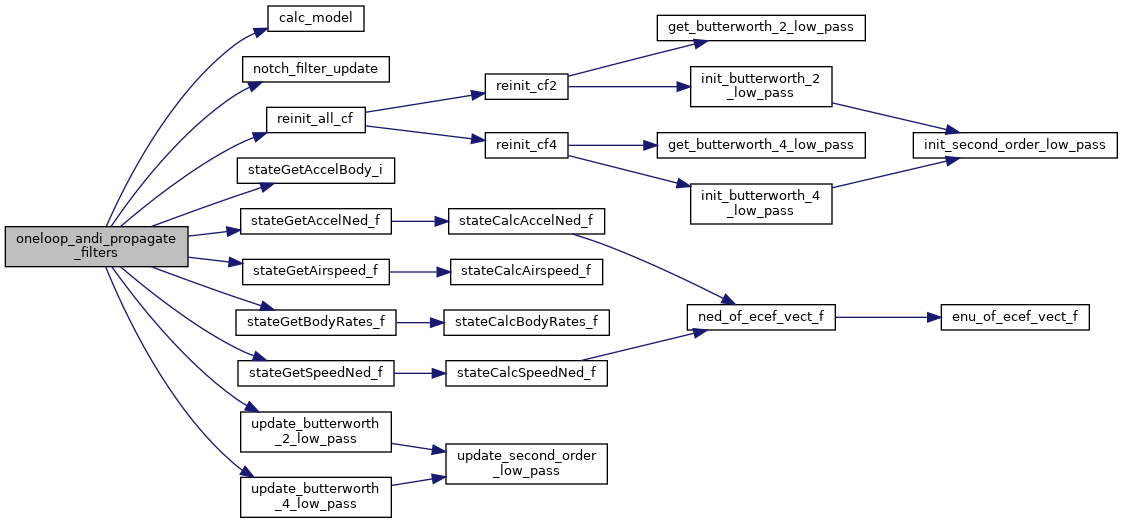 calc_model
get_butterworth_2_low_pass
notch_filter_update
init_butterworth_2
_low_pass
reinit_cf2
reinit_all_cf
reinit_cf4
get_butterworth_4_low_pass
init_second_order_low_pass
stateGetAccelBody_i
init_butterworth_4
_low_pass
stateGetAccelNed_f
stateCalcAccelNed_f
oneloop_andi_propagate
_filters
stateGetAirspeed_f
stateCalcAirspeed_f
stateGetBodyRates_f
stateCalcBodyRates_f
ned_of_ecef_vect_f
enu_of_ecef_vect_f
stateGetSpeedNed_f
stateCalcSpeedNed_f
update_butterworth
_2_low_pass
update_second_order
_low_pass
update_butterworth
_4_low_pass